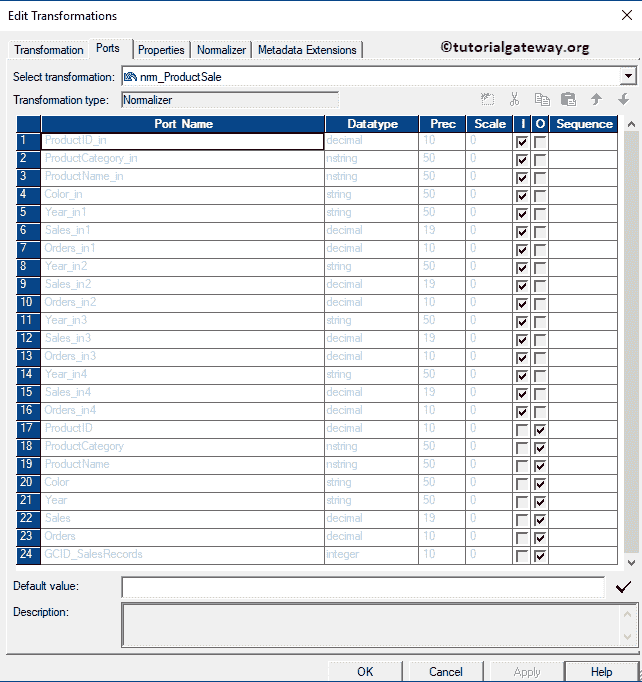 Edit Transformations
Transformation Ports Properties Normalizer Metadata Extensions ©tutorialgateway.org
Select transformation: nrm_ProductSale
Transformation type: Normalizer
Port Name Datatype Prec Scale I O Sequence
1 ProductID_in decimal 10 0
2 ProductCategory_in nstring 50 0
3 ProductName_in nstring 50 0
4 Color_in string 50 0
5 Year_in1 string 50 0
6 Sales_in1 decimal 19 0
7 Orders_in1 decimal 10 0
8 Year_in2 string 50 0
9 Sales_in2 decimal 19 0
10 Orders_in2 decimal 10 0
11 Year_in3 string 50 0
12 Sales_in3 decimal 19 0
13 Orders_in3 decimal 10 0
14 Year_in4 string 50 0
15 Sales_in4 decimal 19 0
16 Orders_in4 decimal 10 0
17 ProductID decimal 10 0
18 ProductCategory nstring 50 0
19 ProductName nstring 50 0
20 Color string 50 0
21 Year string 50 0
22 Sales decimal 19 0
23 Orders decimal 10 0
24 GCID_SalesRecords integer 10 0
Default value:
Description:
OK Cancel Apply Help